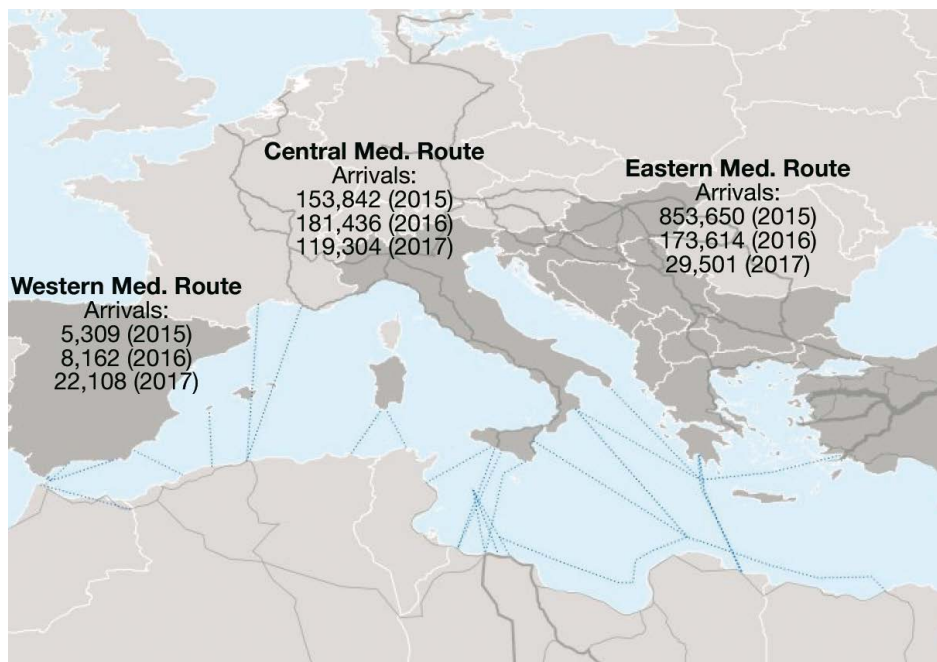 Central Med. Route
Arrivals:
153,842 (2015)
181,436 (2016)
119,304 (2017)
Eastern Med. Route
Arrivals:
853,650 (2015)
173,614 (2016)
29,501 (2017)
Western Med. Route
Arrivals:
5,309 (2015)
8,162 (2016)
22,108 (2017)